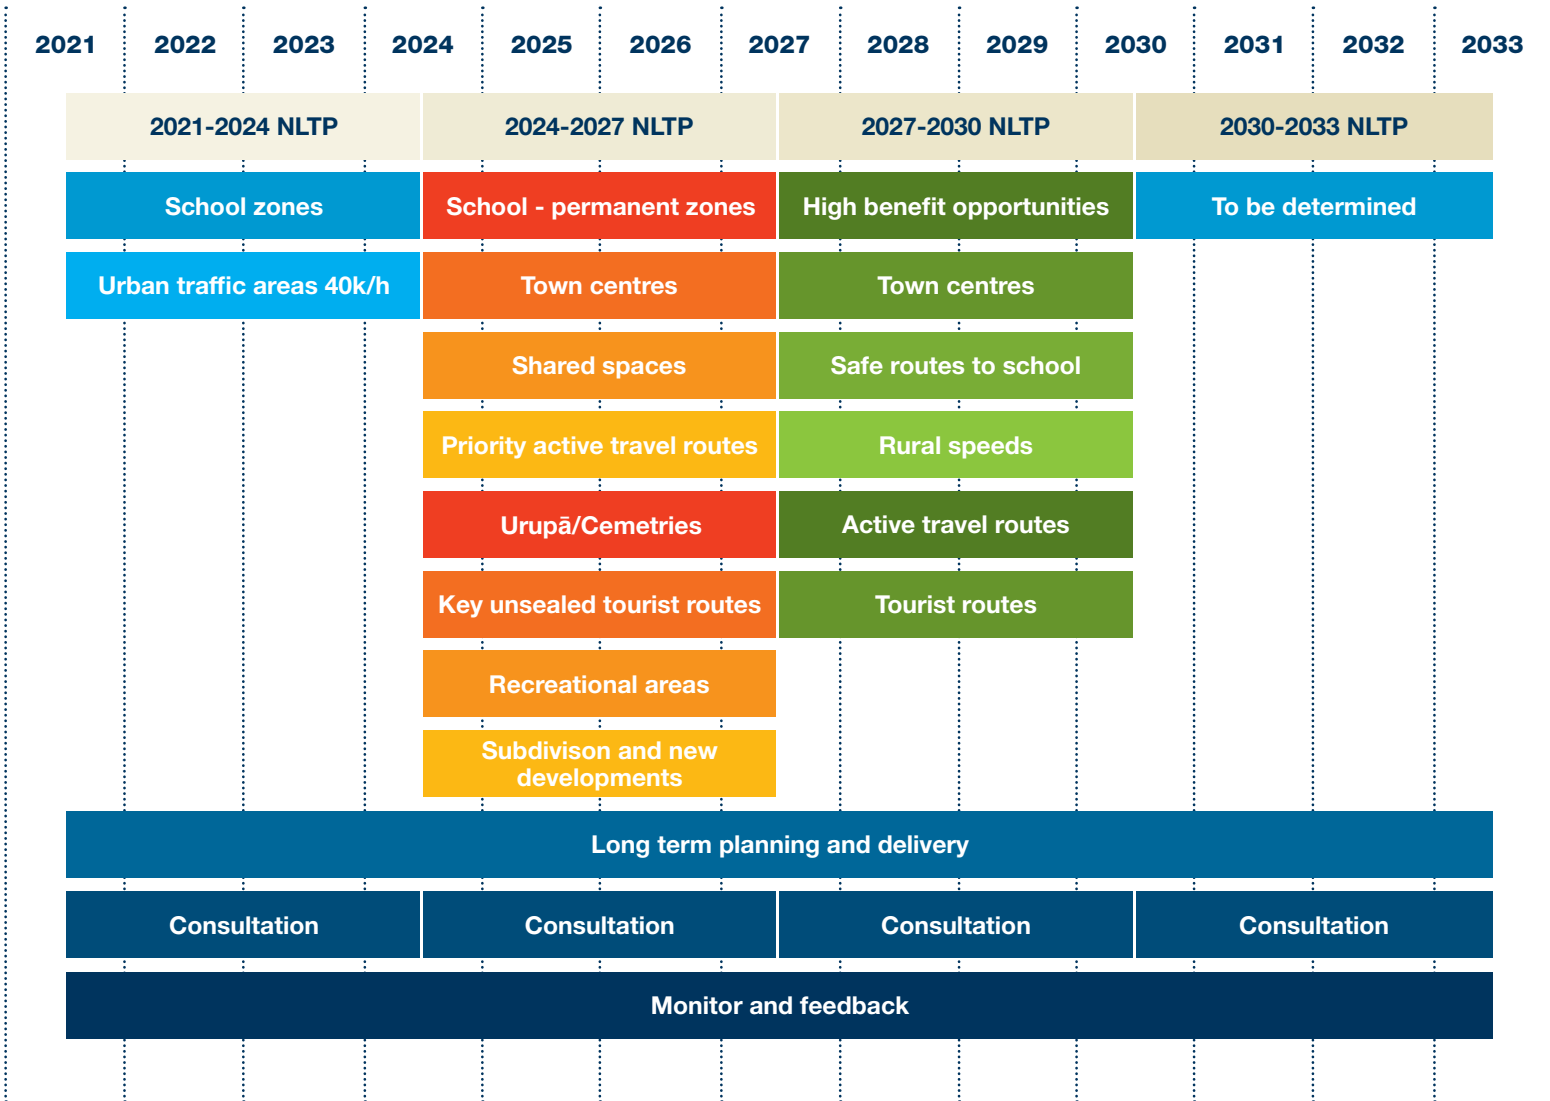 2021 2022 2023 2024 2025 2026 2027 2028 2029 2030 2031 2032 2033
2021-2024 NLTP 2024-2027 NLTP 2027-2030 NLTP 2030-2033 NLTP
School zones School - permanent zones High benefit opportunities To be determined
Urban traffic areas 40k/h Town centres Town centres
Shared spaces Safe routes to school
Priority active travel routes Rural speeds
Urupā/Cemetries Active travel routes
Key unsealed tourist routes Tourist routes
Recreational areas
Subdivison and new
developments
Long term planning and delivery
Consultation Consultation Consultation Consultation
Monitor and feedback